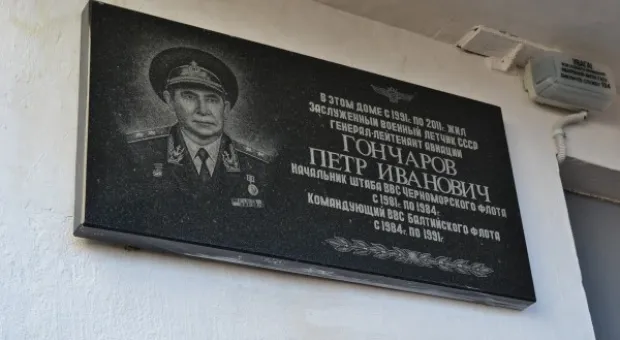 В ЭТОМ ДОМЕ С 1991г. ПО 2011г. ЖИЛ
ЗАСЛУЖЕННЫЙ ВОЕННЫЙ ЛЕТЧИК СССР
ГЕНЕРАЛ-ЛЕЙТЕНАНТ АВИАЦИИ
ГОНЧАРОВ
ПЕТР ИВАНОВИЧ
НАЧАЛЬНИК ШТАБА ВВС ЧЕРНОМОРСКОГО ФЛОТА
С 1981г. ПО 1984г.
КОМАНДУЮЩИЙ ВВС БАЛТИЙСКОГО ФЛОТА
С 1984г. ПО 1991г.